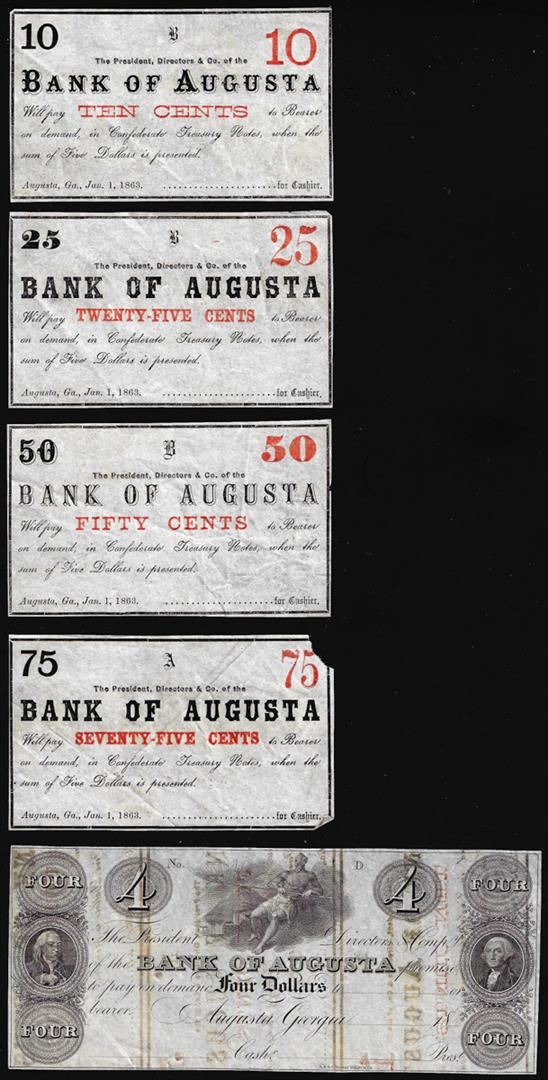 10 B 10
The President, Directors & Co. of the
BANK OF AUGUSTA
Will pay TEN CENTS to Bearer
on demand, in Confederate Treasury Notes, when the
sum of Five Dollars is presented.
Augusta, Ga., Jan. 1, 1863. for Cashier.
25 B 25
The President, Directors & Co. of the
BANK OF AUGUSTA
Will pay TWENTY-FIVE CENTS to Bearer
on demand, in Confederate Treasury Notes, when the
sum of Five Dollars is presented.
Augusta, Ga., Jan. 1, 1863. for Cashier.
50 B 50
The President, Directors & Co. of the
BANK OF AUGUSTA
Will pay FIFTY CENTS to Bearer
on demand, in Confederate Treasury Notes, when the
sum of Five Dollars is presented.
Augusta, Ga., Jan. 1, 1863. for Cashier.
75 A 75
The President, Directors & Co. of the
BANK OF AUGUSTA
Will pay SEVENTY-FIVE CENTS to Bearer
on demand, in Confederate Treasury Notes, when the
sum of Five Dollars is presented.
Augusta, Ga., Jan. 1, 1863. for Cashier.
FOUR 4 No. D 4 FOUR
The President Directors & Compy
of the BANK OF AUGUSTA promise
to pay on demand Four Dollars to or
bearer. Augusta Georgia 18
FOUR Cashr. Prest. FOUR